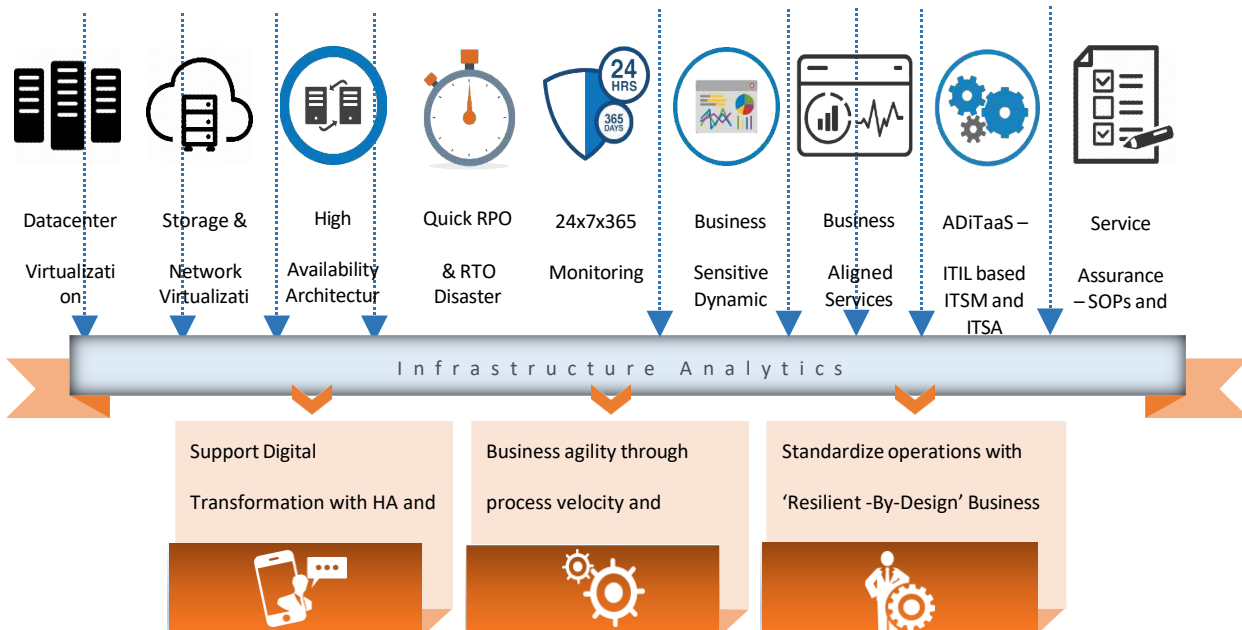 24
HRS
365
DAYS
Datacenter
Virtualizati
on
Storage &
Network
Virtualizati
High
Availability
Architectur
Quick RPO
& RTO
Disaster
24x7x365
Monitoring
Business
Sensitive
Dynamic
Business
Aligned
Services
ADiTaaS –
ITIL based
ITSM and
ITSA
Service
Assurance
– SOPs and
Infrastructure Analytics
Support Digital
Transformation with HA and
Business agility through
process velocity and
Standardize operations with
‘Resilient -By-Design’ Business